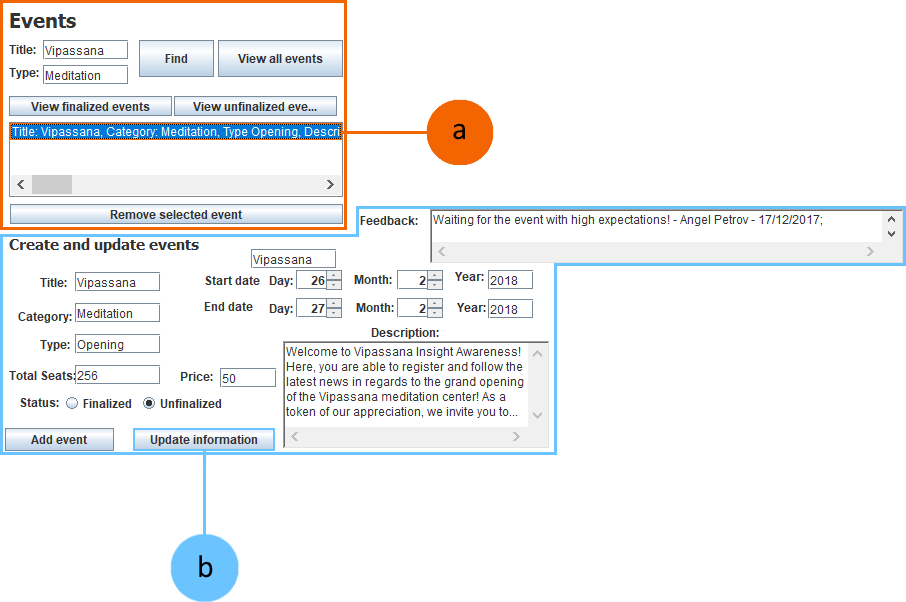 Events
Title: Vipassana
Type: Meditation
Find
View all events
View finalized events
View unfinalized eve...
Title: Vipassana, Category: Meditation, Type Opening, Descri
Remove selected event
a
Feedback:
Waiting for the event with high expectations! - Angel Petrov - 17/12/2017;
Create and update events
Vipassana
Title: Vipassana
Start date Day: 26 Month: 2 Year: 2018
End date Day: 27 Month: 2 Year: 2018
Category: Meditation
Type: Opening
Total Seats: 256
Price: 50
Status: Finalized Unfinalized
Description:
Welcome to Vipassana Insight Awareness!
Here, you are able to register and follow the
latest news in regards to the grand opening
of the Vipassana meditation center! As a
token of our appreciation, we invite you to...
Add event
Update information
b